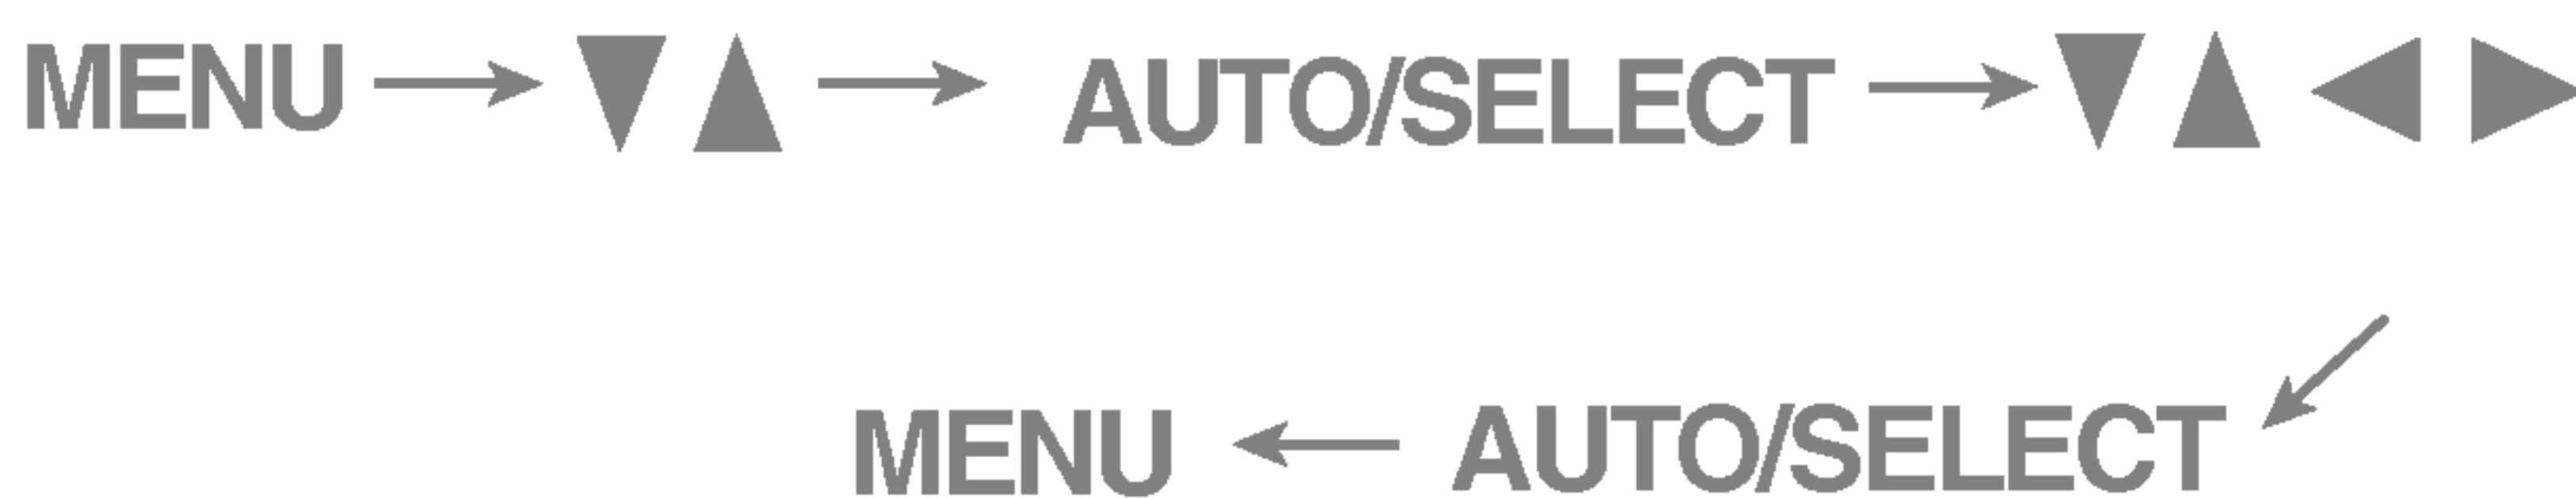 MENU → ▼ ▲ → AUTO/SELECT → ▼ ▲ ◀ ▶
MENU ← AUTO/SELECT